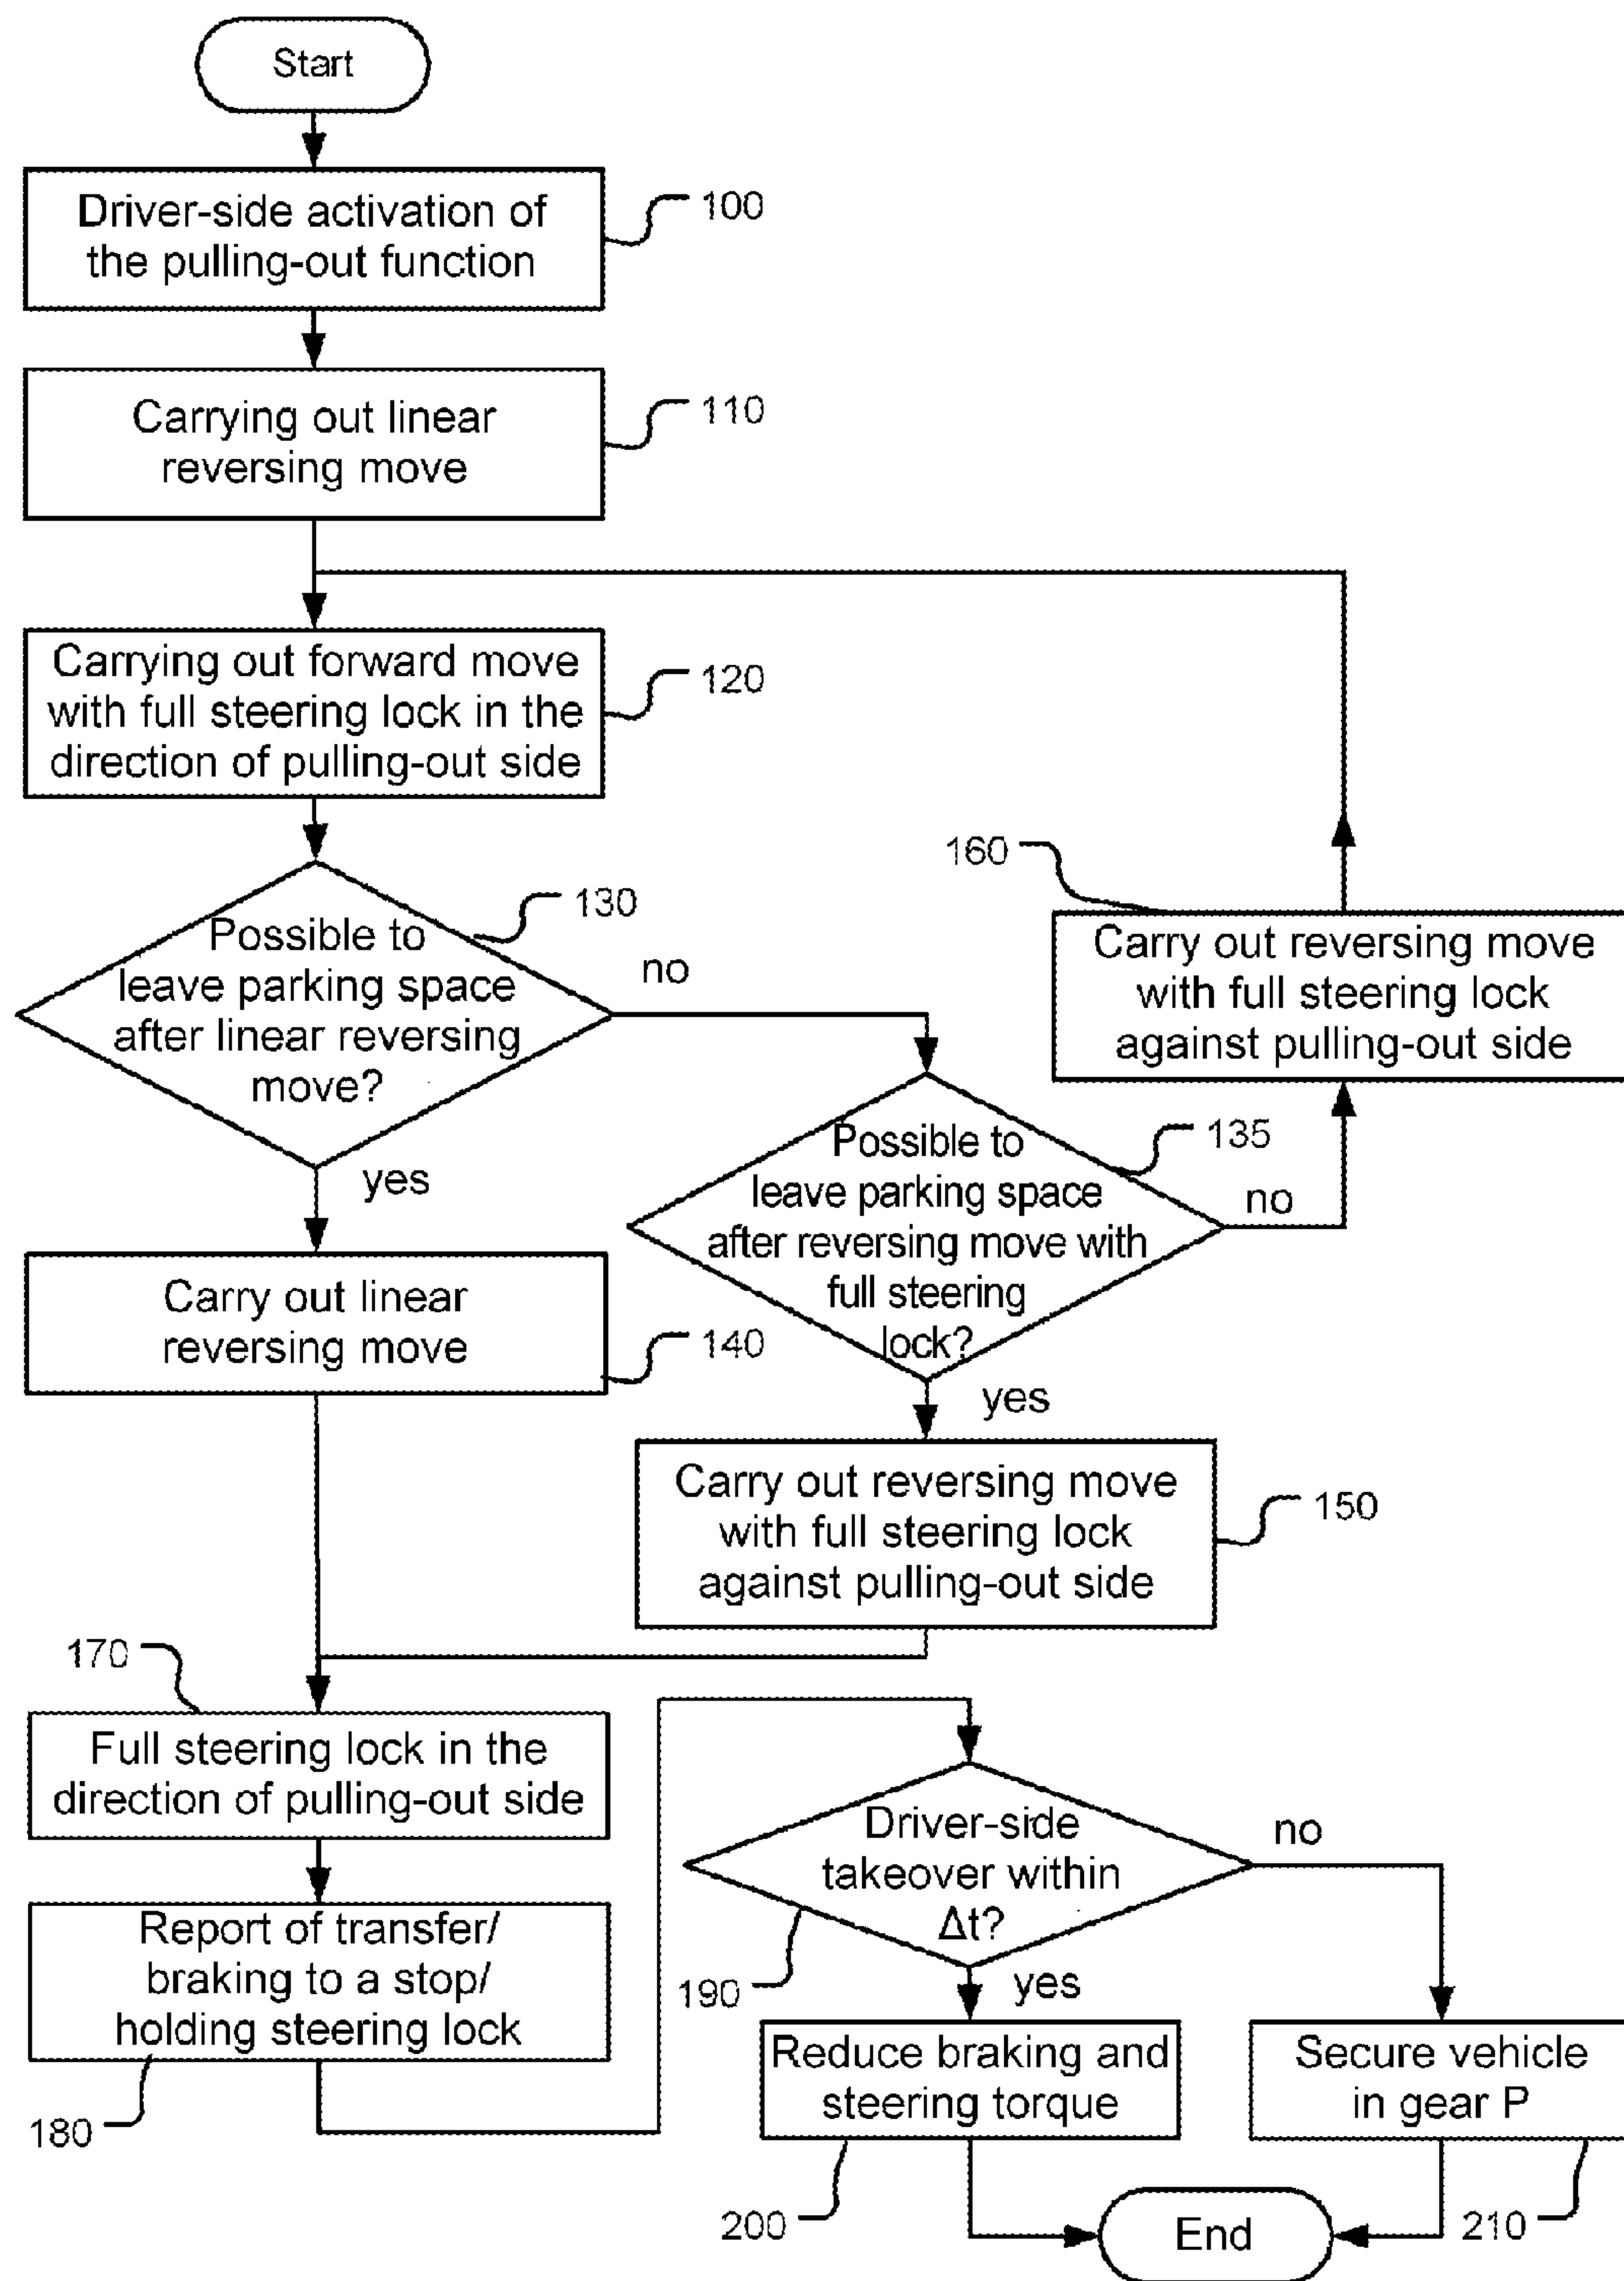 Start
Driver-side activation of
the pulling-out function
100
Carrying out linear
reversing move
110
Carrying out forward move
with full steering lock in the
direction of pulling-out side
120
Possible to
leave parking space
after linear reversing
move?
130
no
yes
160
Carry out reversing move
with full steering lock
against pulling-out side
Possible to
leave parking space
after reversing move with
full steering
lock?
135
no
yes
Carry out linear
reversing move
140
Carry out reversing move
with full steering lock
against pulling-out side
150
170
Full steering lock in the
direction of pulling-out side
Report of transfer/
braking to a stop/
holding steering lock
180
Driver-side
takeover within
Δt?
190
no
yes
Reduce braking and
steering torque
200
Secure vehicle
in gear P
210
End